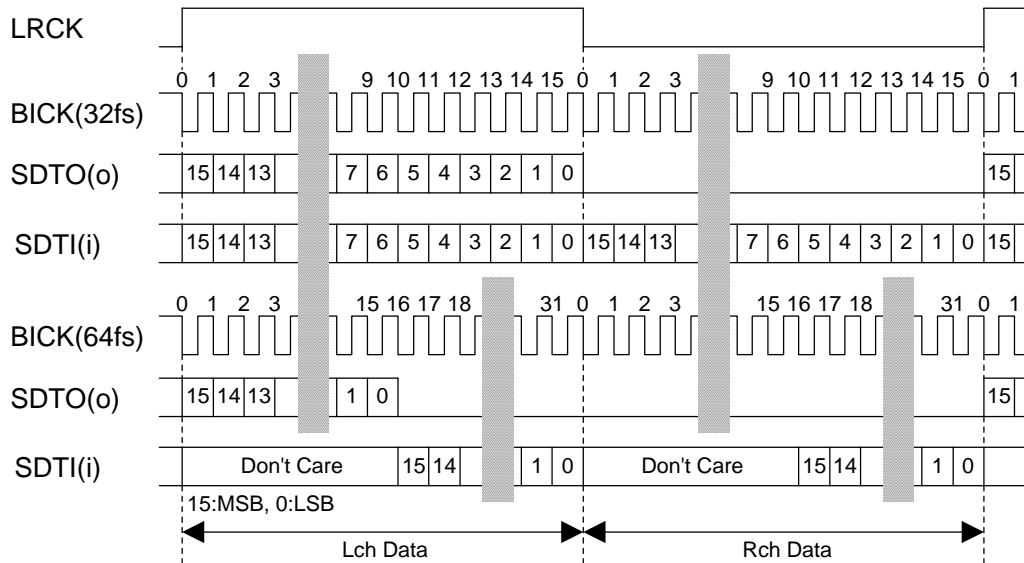 LRCK
0 1 2 3 9 10 11 12 13 14 15 0 1 2 3 9 10 11 12 13 14 15 0 1
BICK(32fs)
SDTO(o) 15 14 13 7 6 5 4 3 2 1 0 15
SDTI(i) 15 14 13 7 6 5 4 3 2 1 0 15 14 13 7 6 5 4 3 2 1 0 15
0 1 2 3 15 16 17 18 31 0 1 2 3 15 16 17 18 31 0 1
BICK(64fs)
SDTO(o) 15 14 13 1 0 15
SDTI(i) Don't Care 15 14 1 0 Don't Care 15 14 1 0
15:MSB, 0:LSB
Lch Data Rch Data